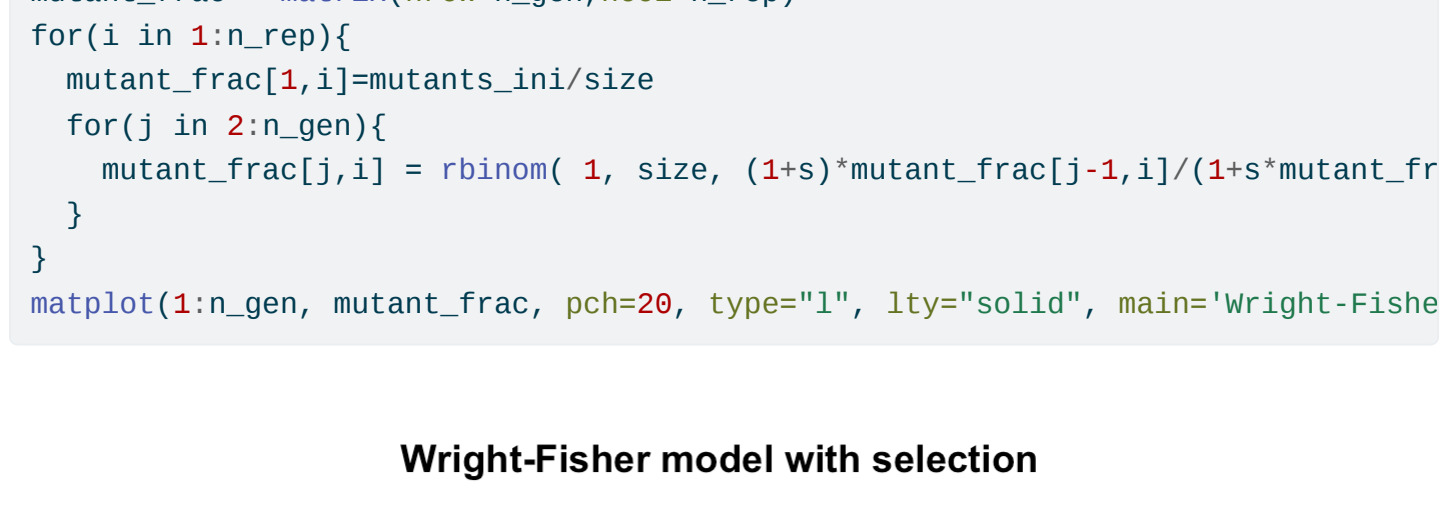 for(i in 1:n_rep){
  mutant_frac[1,i]=mutants_ini/size
  for(j in 2:n_gen){
    mutant_frac[j,i] = rbinom( 1, size, (1+s)*mutant_frac[j-1,i]/(1+s*mutant_fr
  }
}
matplot(1:n_gen, mutant_frac, pch=20, type="l", lty="solid", main='Wright-Fishe
Wright-Fisher model with selection